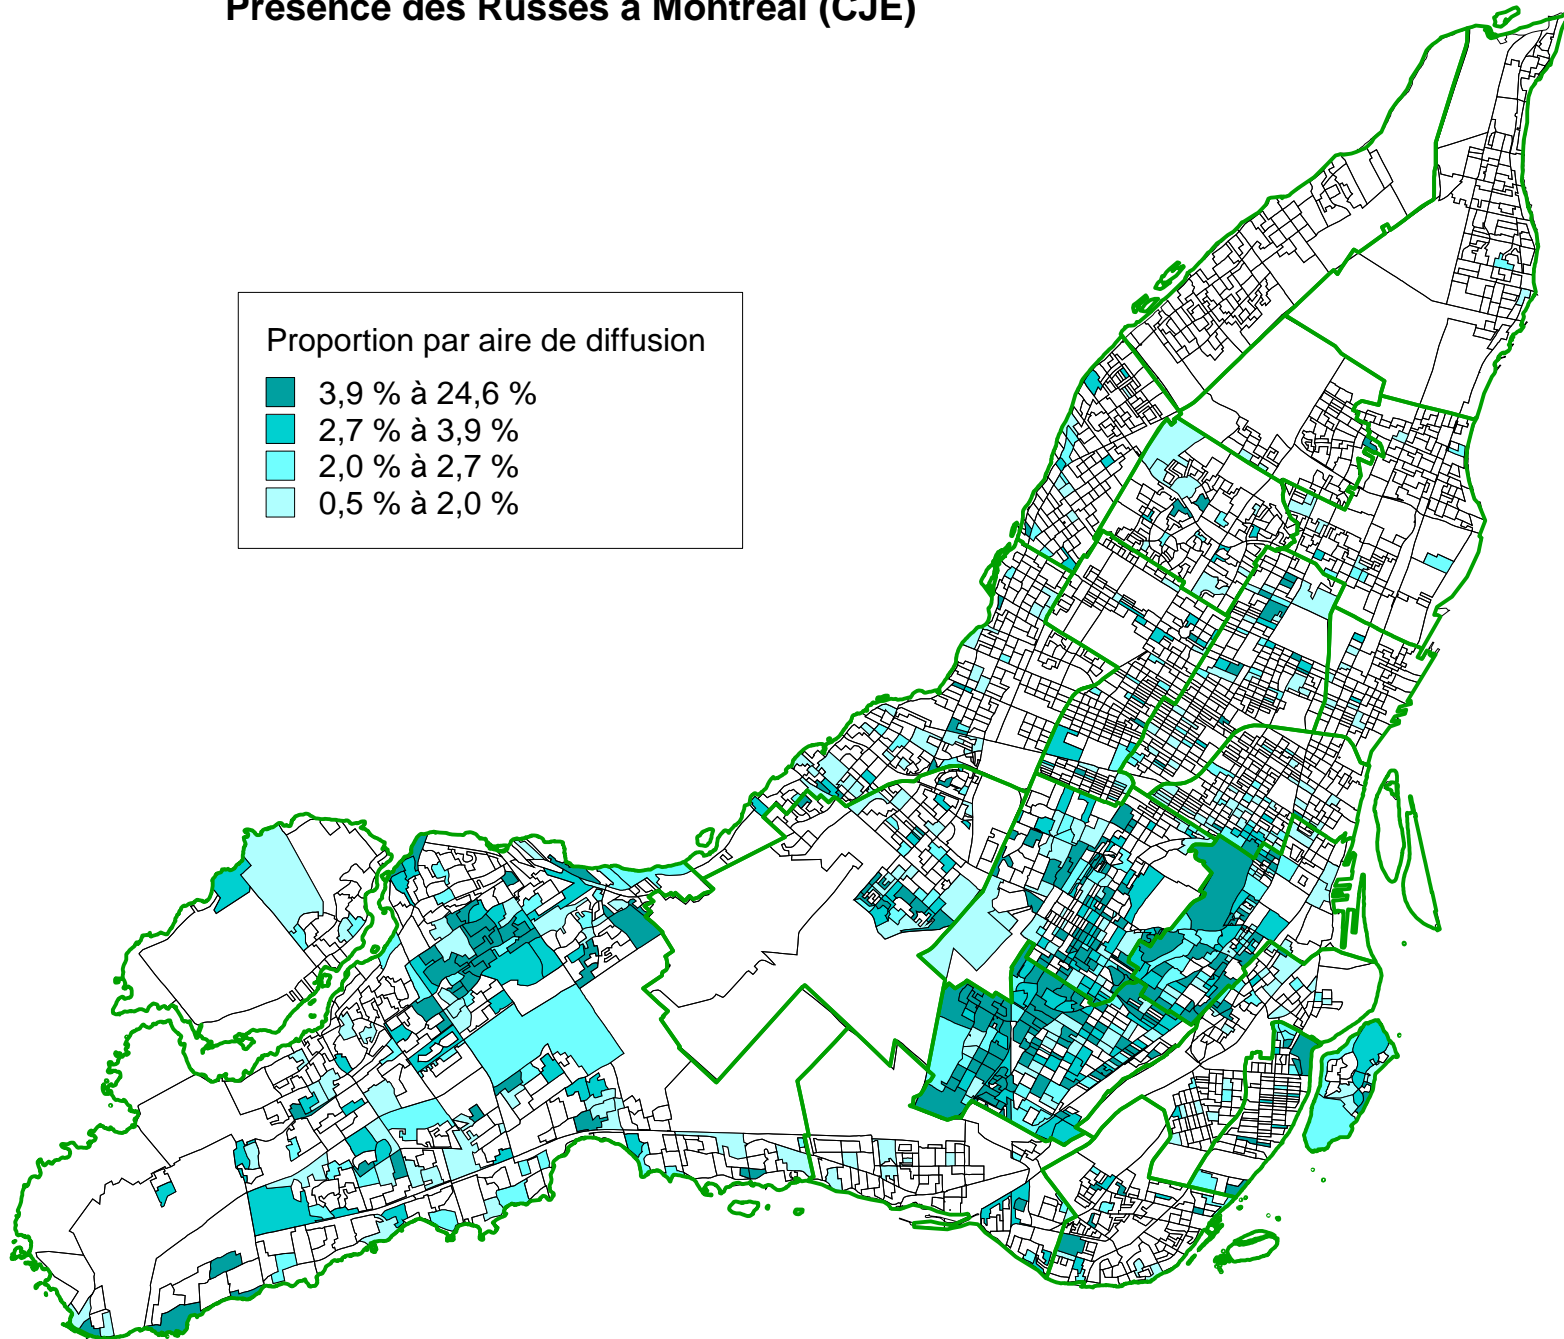 Présence des Russes à Montréal (CJE)
Proportion par aire de diffusion
3,9 % à 24,6 %
2,7 % à 3,9 %
2,0 % à 2,7 %
0,5 % à 2,0 %